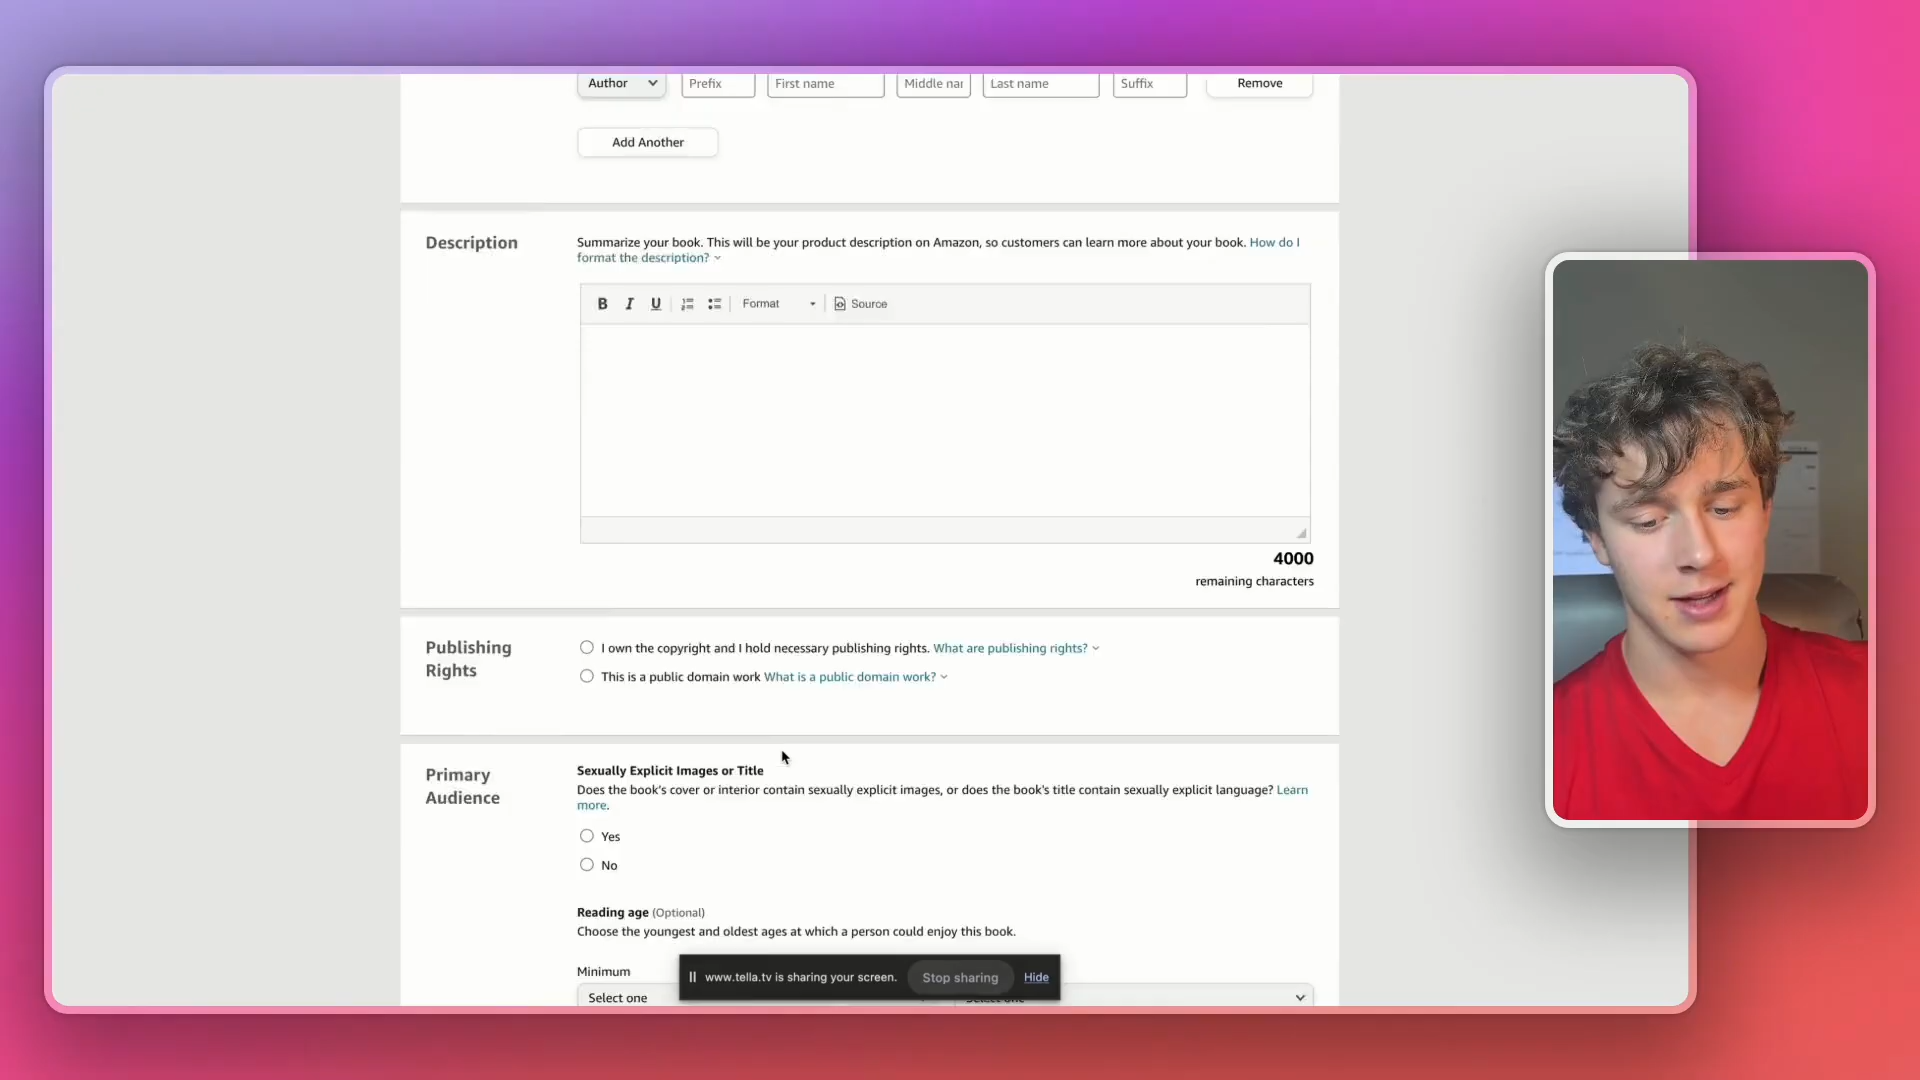 Author Prefix First name Middle nar Last name Suffix Remove
Add Another
Description
Summarize your book. This will be your product description on Amazon, so customers can learn more about your book. How do I
format the description?
B I U Format Source
4000
remaining characters
Publishing
Rights
I own the copyright and I hold necessary publishing rights. What are publishing rights?
This is a public domain work What is a public domain work?
Primary
Audience
Sexually Explicit Images or Title
Does the book's cover or interior contain sexually explicit images, or does the book's title contain sexually explicit language? Learn
more.
Yes
No
Reading age (Optional)
Choose the youngest and oldest ages at which a person could enjoy this book.
Minimum
www.tella.tv is sharing your screen. Stop sharing Hide
Select one Select one